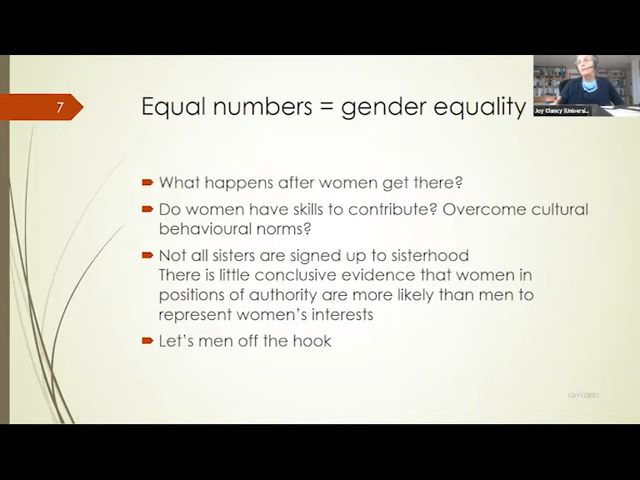 7
Equal numbers = gender equality
Joy Clancy (Universi...
What happens after women get there?
Do women have skills to contribute? Overcome cultural
behavioural norms?
Not all sisters are signed up to sisterhood
There is little conclusive evidence that women in
positions of authority are more likely than men to
represent women's interests
Let's men off the hook